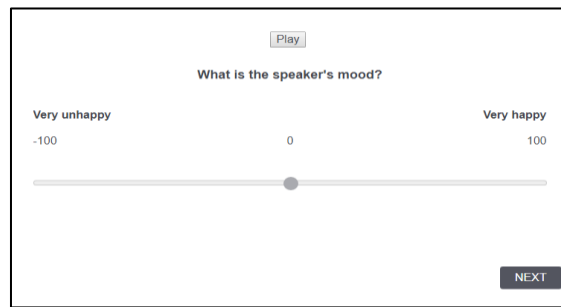 Play
What is the speaker's mood?
Very unhappy Very happy
-100 0 100
NEXT